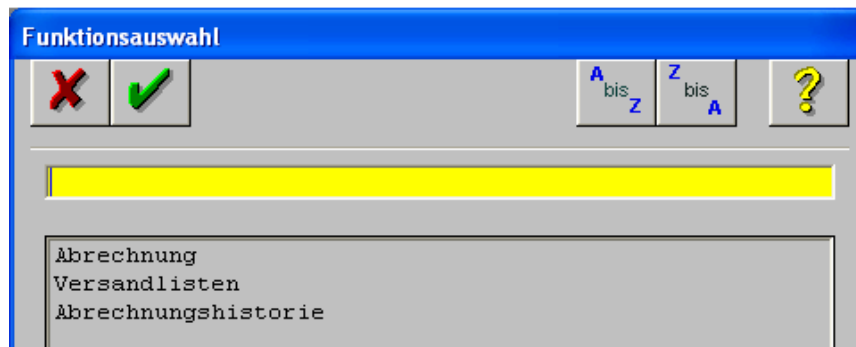 Funktionsauswahl
A bis Z
Z bis A
Abrechnung
Versandlisten
Abrechnungshistorie